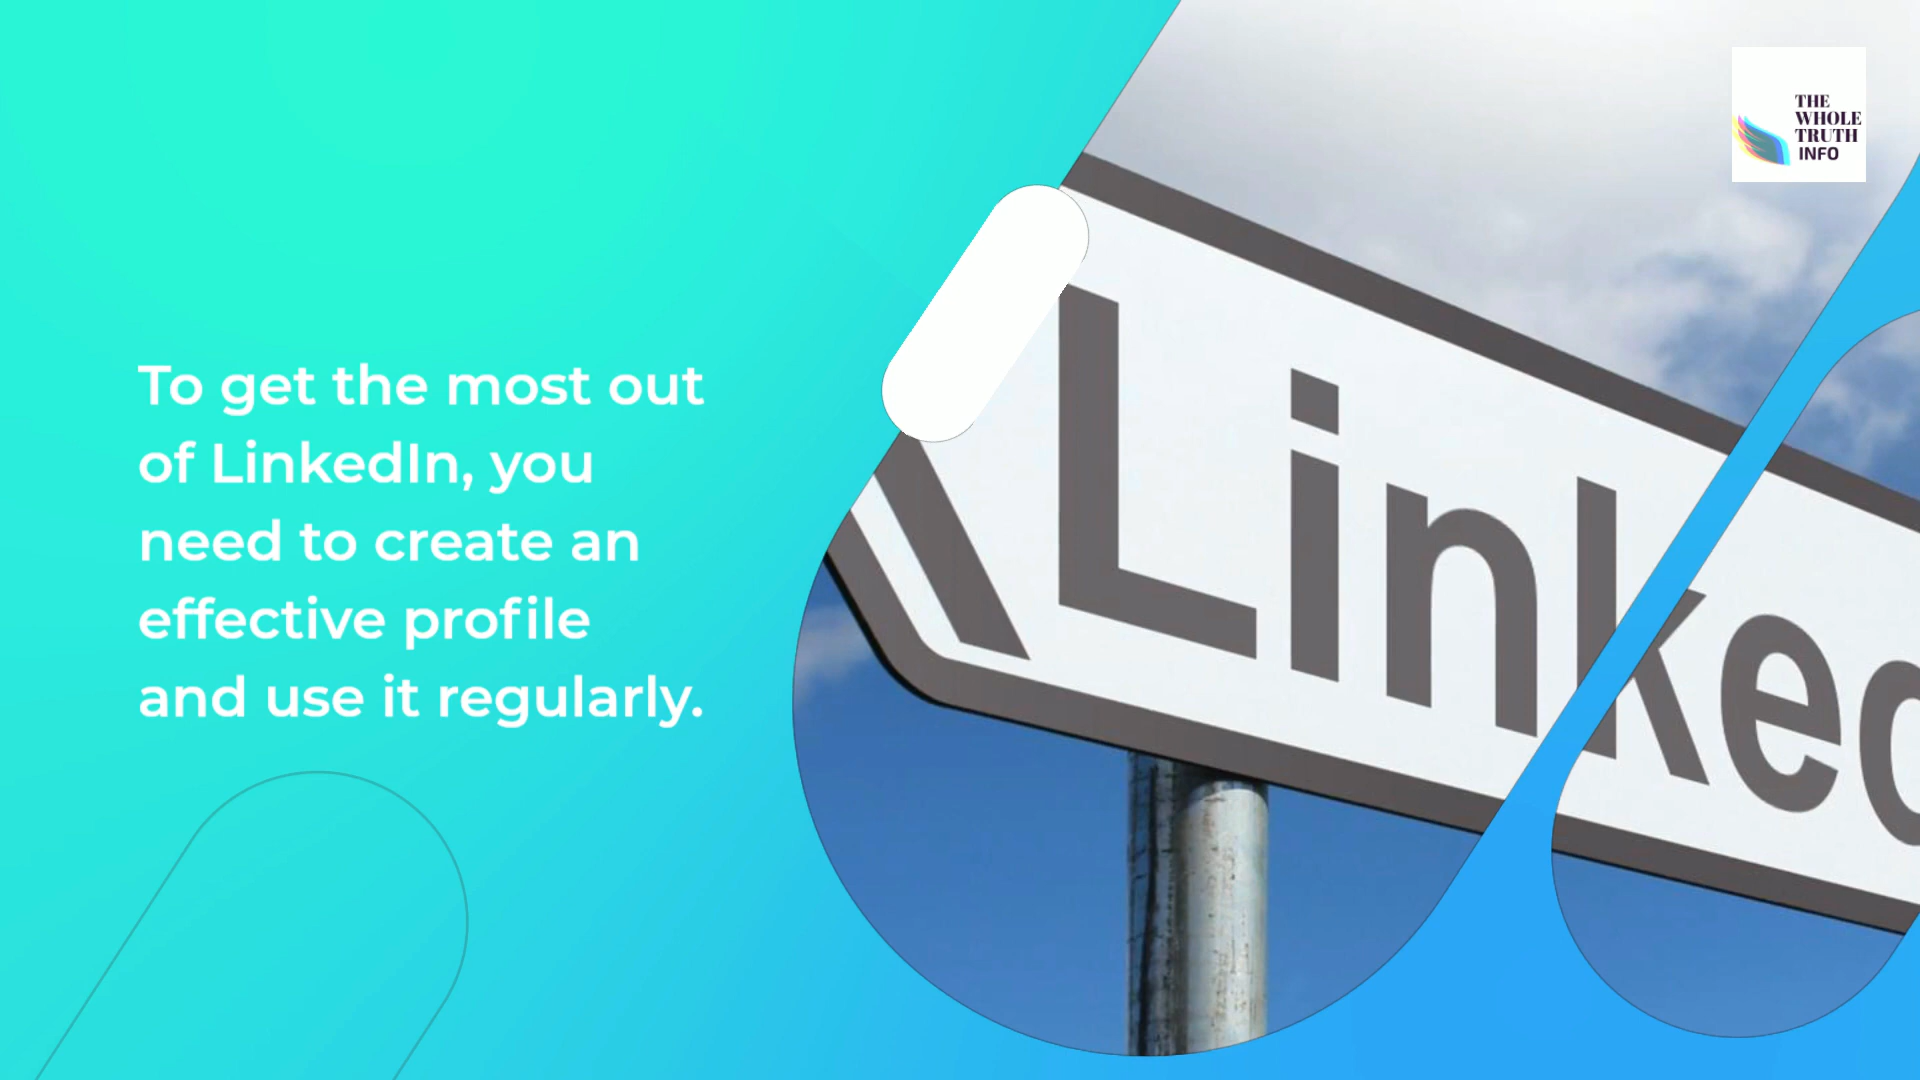 To get the most out
of LinkedIn, you
need to create an
effective profile
and use it regularly.
THE
WHOLE
TRUTH
INFO
Linked